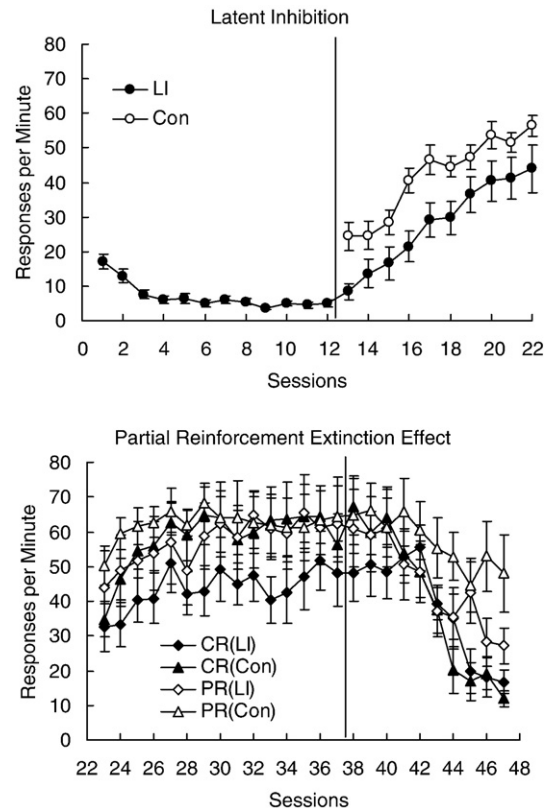 Latent Inhibition
80
70
60
50
40
30
20
10
0
Responses per Minute
LI
Con
0 2 4 6 8 10 12 14 16 18 20 22
Sessions
Partial Reinforcement Extinction Effect
80
70
60
50
40
30
20
10
0
Responses per Minute
CR(LI)
CR(Con)
PR(LI)
PR(Con)
22 24 26 28 30 32 34 36 38 40 42 44 46 48
Sessions